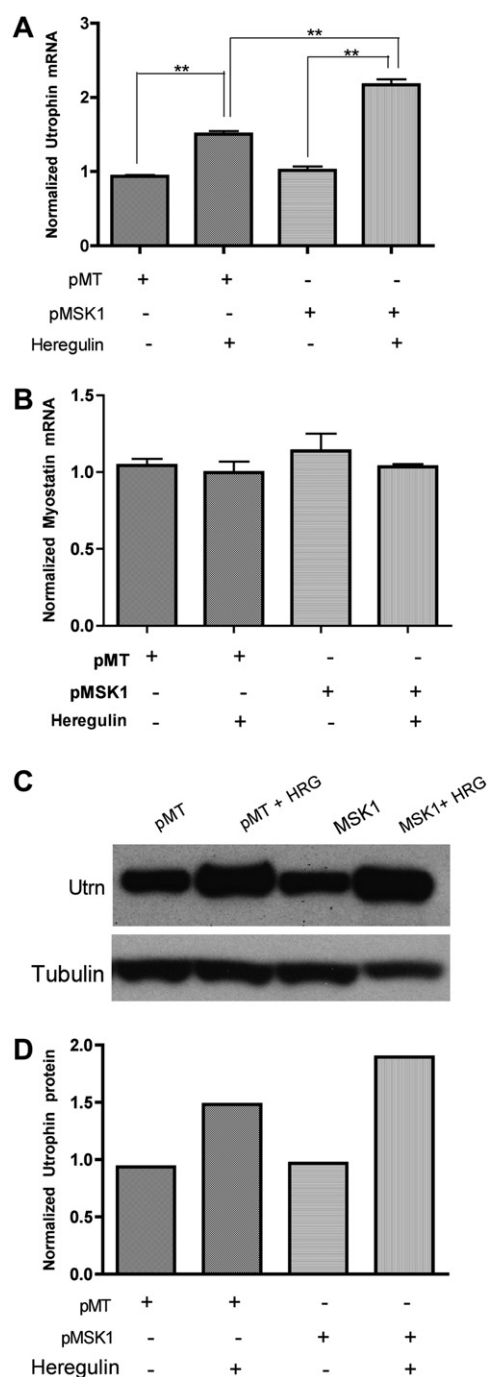 A
Normalized Utrophin mRNA
3
2
1
0
**
**
**
pMT + + - -
pMSK1 - - + +
Heregulin - + - +
B
Normalized Myostatin mRNA
1.5
1.0
0.5
0.0
pMT + + - -
pMSK1 - - + +
Heregulin - + - +
C
pMT pMT + HRG MSK1 MSK1+ HRG
Utrn
Tubulin
D
Normalized Utrophin protein
2.0
1.5
1.0
0.5
0.0
pMT + + - -
pMSK1 - - + +
Heregulin - + - +